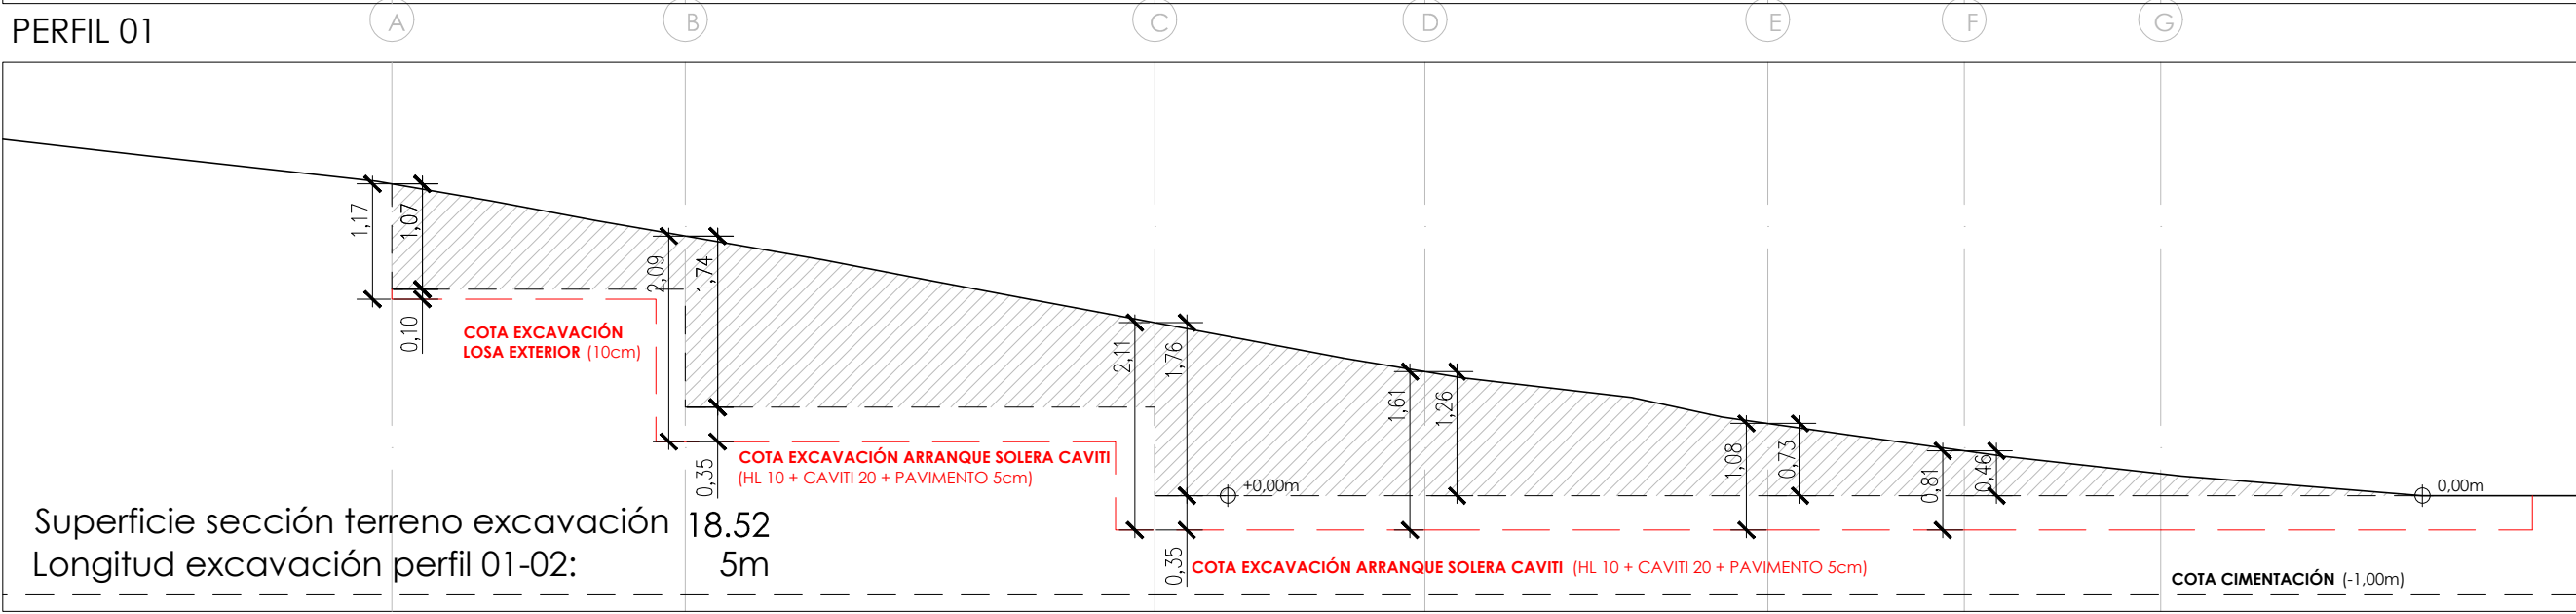 A B C D E F G
PERFIL 01
1,17
1,07
0,10
2,09
1,74
0,35
2,11
1,76
0,35
1,61
1,26
1,08
0,73
0,81
0,46
+0,00m
0,00m
COTA EXCAVACIÓN
LOSA EXTERIOR (10cm)
COTA EXCAVACIÓN ARRANQUE SOLERA CAVITI
(HL 10 + CAVITI 20 + PAVIMENTO 5cm)
Superficie sección terreno excavación 18.52
Longitud excavación perfil 01-02: 5m
COTA EXCAVACIÓN ARRANQUE SOLERA CAVITI (HL 10 + CAVITI 20 + PAVIMENTO 5cm)
COTA CIMENTACIÓN (-1,00m)